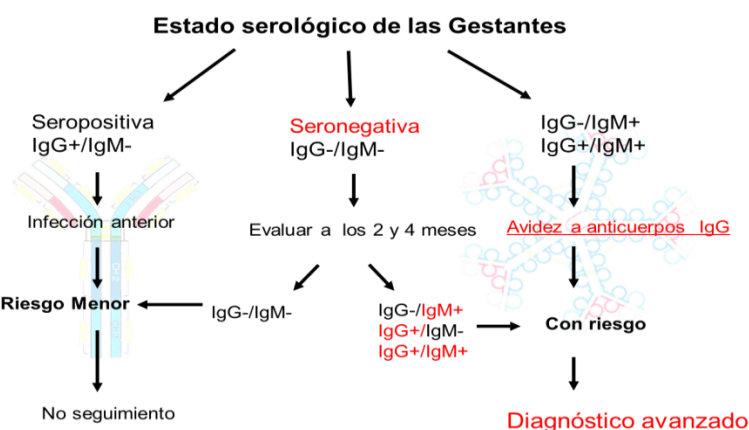 Estado serológico de las Gestantes
Seropositiva
IgG+/IgM-
Seronegativa
IgG-/IgM-
IgG-/IgM+
IgG+/IgM+
Infección anterior
Evaluar a los 2 y 4 meses
Avidez a anticuerpos IgG
Riesgo Menor
IgG-/IgM-
IgG-/IgM+
IgG+/IgM-
IgG+/IgM+
Con riesgo
No seguimiento
Diagnóstico avanzado